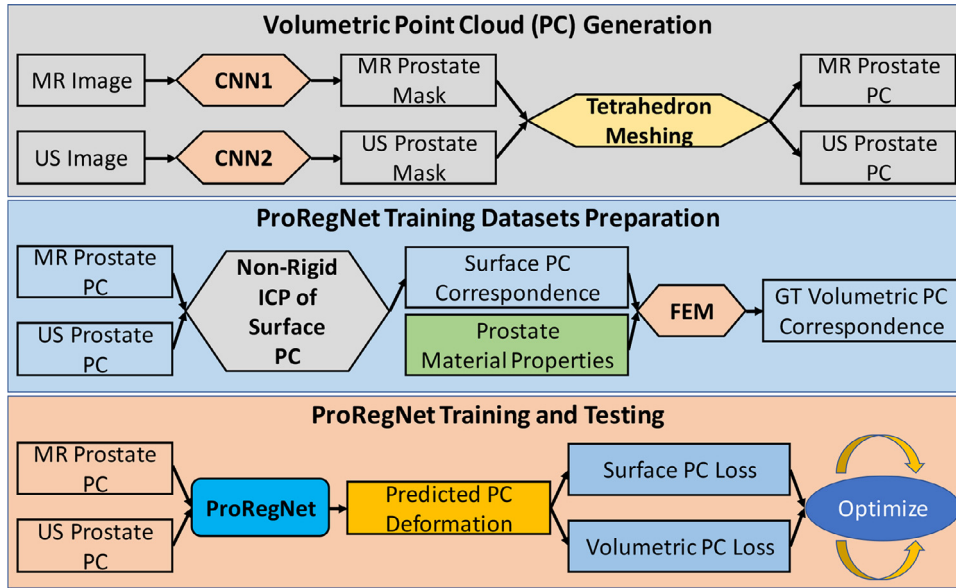 Volumetric Point Cloud (PC) Generation
MR Image
CNN1
MR Prostate
Mask
US Image
CNN2
US Prostate
Mask
Tetrahedron
Meshing
MR Prostate
PC
US Prostate
PC
ProRegNet Training Datasets Preparation
MR Prostate
PC
US Prostate
PC
Non-Rigid
ICP of
Surface
PC
Surface PC
Correspondence
Prostate
Material Properties
FEM
GT Volumetric PC
Correspondence
ProRegNet Training and Testing
MR Prostate
PC
US Prostate
PC
ProRegNet
Predicted PC
Deformation
Surface PC Loss
Volumetric PC Loss
Optimize